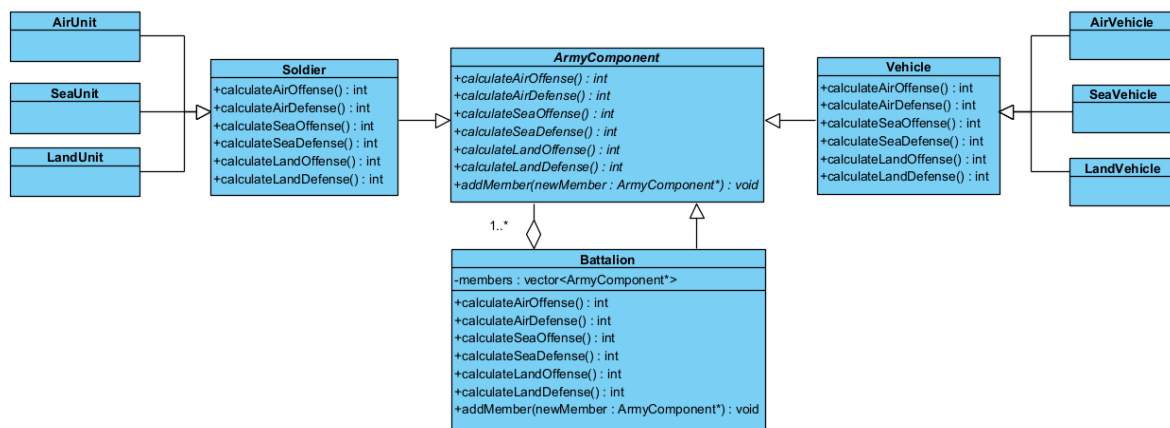 AirUnit
SeaUnit
LandUnit
Soldier
+calculateAirOffense() : int
+calculateAirDefense() : int
+calculateSeaOffense() : int
+calculateSeaDefense() : int
+calculateLandOffense() : int
+calculateLandDefense() : int
ArmyComponent
+calculateAirOffense() : int
+calculateAirDefense() : int
+calculateSeaOffense() : int
+calculateSeaDefense() : int
+calculateLandOffense() : int
+calculateLandDefense() : int
+addMember(newMember : ArmyComponent*) : void
Vehicle
+calculateAirOffense() : int
+calculateAirDefense() : int
+calculateSeaOffense() : int
+calculateSeaDefense() : int
+calculateLandOffense() : int
+calculateLandDefense() : int
AirVehicle
SeaVehicle
LandVehicle
1..*
Battalion
-members : vector<ArmyComponent*>
+calculateAirOffense() : int
+calculateAirDefense() : int
+calculateSeaOffense() : int
+calculateSeaDefense() : int
+calculateLandOffense() : int
+calculateLandDefense() : int
+addMember(newMember : ArmyComponent*) : void